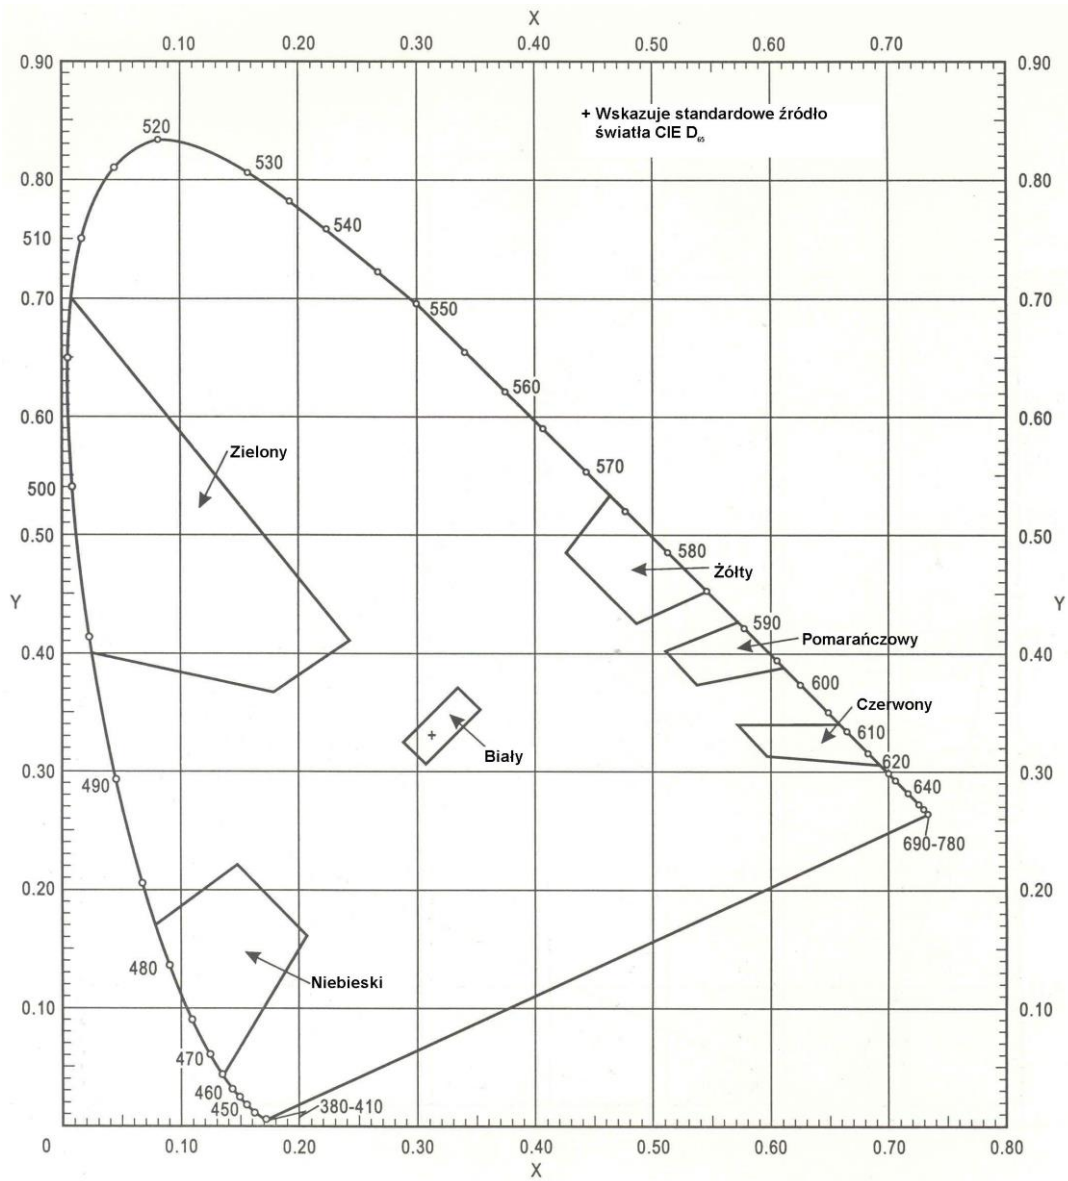 X
0.10 0.20 0.30 0.40 0.50 0.60 0.70
0.90 0.90
+ Wskazuje standardowe źródło
światła CIE D65
520
530
0.80 0.80
540
510
0.70 0.70
550
560
0.60 0.60
Zielony
570
500
0.50 0.50
580
Żółty
Y Y
590
Pomarańczowy
0.40 0.40
600
Czerwony
610
Biały
620
0.30 0.30
490 640
690-780
0.20 0.20
480
Niebieski
0.10 0.10
470
460
450 380-410
0 0.10 0.20 0.30 0.40 0.50 0.60 0.70 0.80
X